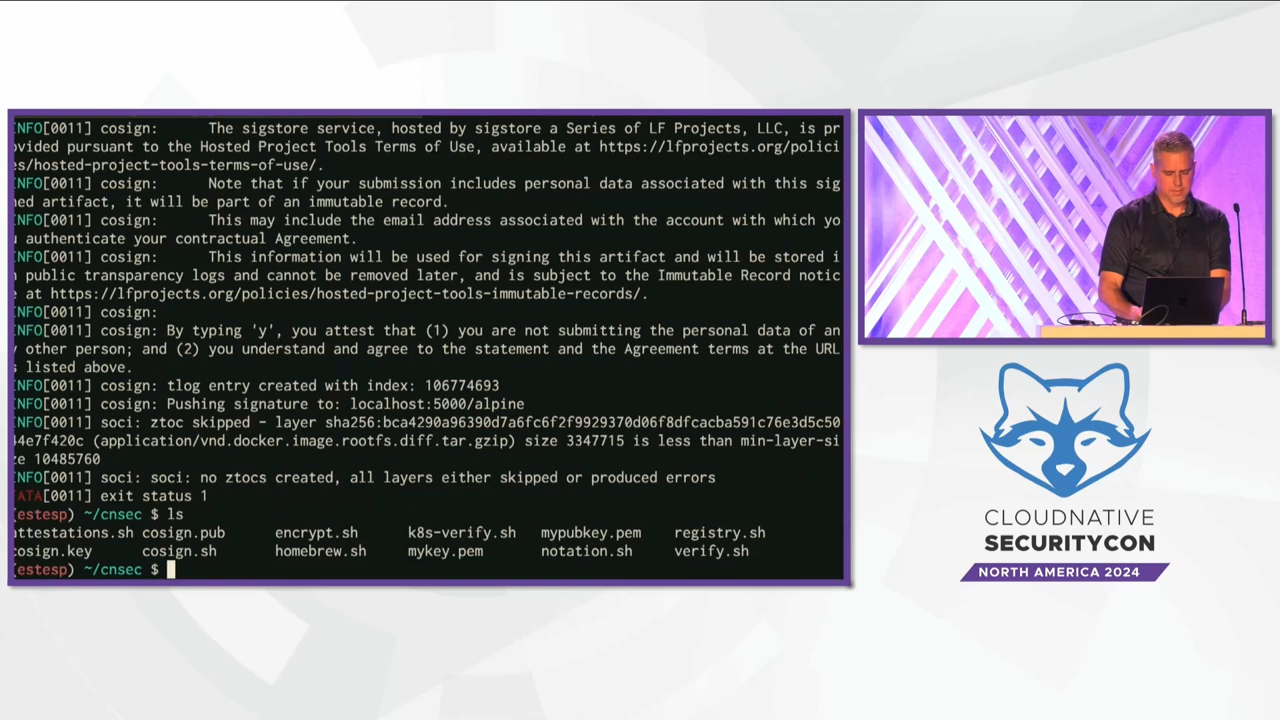 NFO[0011] cosign:      The sigstore service, hosted by sigstore a Series of LF Projects, LLC, is pr
ovided pursuant to the Hosted Project Tools Terms of Use, available at https://lfprojects.org/polici
es/hosted-project-tools-terms-of-use/.
NFO[0011] cosign:      Note that if your submission includes personal data associated with this sig
ned artifact, it will be part of an immutable record.
NFO[0011] cosign:      This may include the email address associated with the account with which yo
u authenticate your contractual Agreement.
NFO[0011] cosign:      This information will be used for signing this artifact and will be stored i
n public transparency logs and cannot be removed later, and is subject to the Immutable Record notic
e at https://lfprojects.org/policies/hosted-project-tools-immutable-records/.
NFO[0011] cosign:
NFO[0011] cosign: By typing 'y', you attest that (1) you are not submitting the personal data of an
y other person; and (2) you understand and agree to the statement and the Agreement terms at the URL
s listed above.
NFO[0011] cosign: tlog entry created with index: 106774693
NFO[0011] cosign: Pushing signature to: localhost:5000/alpine
NFO[0011] soci: ztoc skipped - layer sha256:bca4290a96390d7a6fc6f2f9929370d06f8dfcacba591c76e3d5c50
44e7f420c (application/vnd.docker.image.rootfs.diff.tar.gzip) size 3347715 is less than min-layer-si
ze 10485760
NFO[0011] soci: soci: no ztocs created, all layers either skipped or produced errors
ATA[0011] exit status 1
(estesp) ~/cnsec $ ls
attestations.sh cosign.pub      encrypt.sh      k8s-verify.sh   mypubkey.pem    registry.sh
cosign.key      cosign.sh       homebrew.sh     mykey.pem       notation.sh     verify.sh
(estesp) ~/cnsec $
CLOUDNATIVE
SECURITYCON
NORTH AMERICA 2024